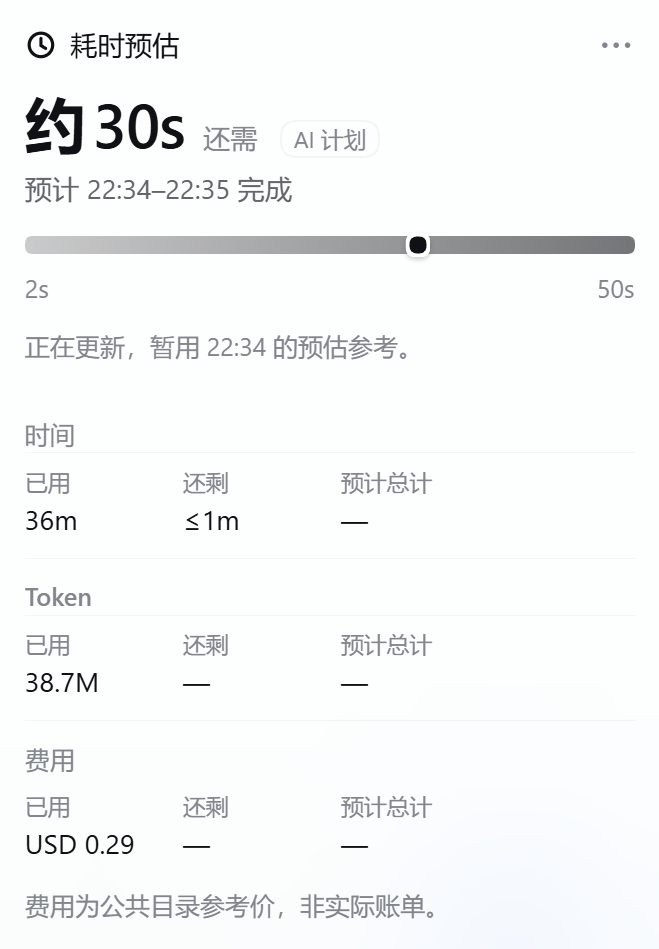 耗时预估
约 30s 还需 AI 计划
预计 22:34–22:35 完成
2s 50s
正在更新，暂用 22:34 的预估参考。
时间
已用 还剩 预计总计
36m ≤1m —
Token
已用 还剩 预计总计
38.7M — —
费用
已用 还剩 预计总计
USD 0.29 — —
费用为公共目录参考价，非实际账单。